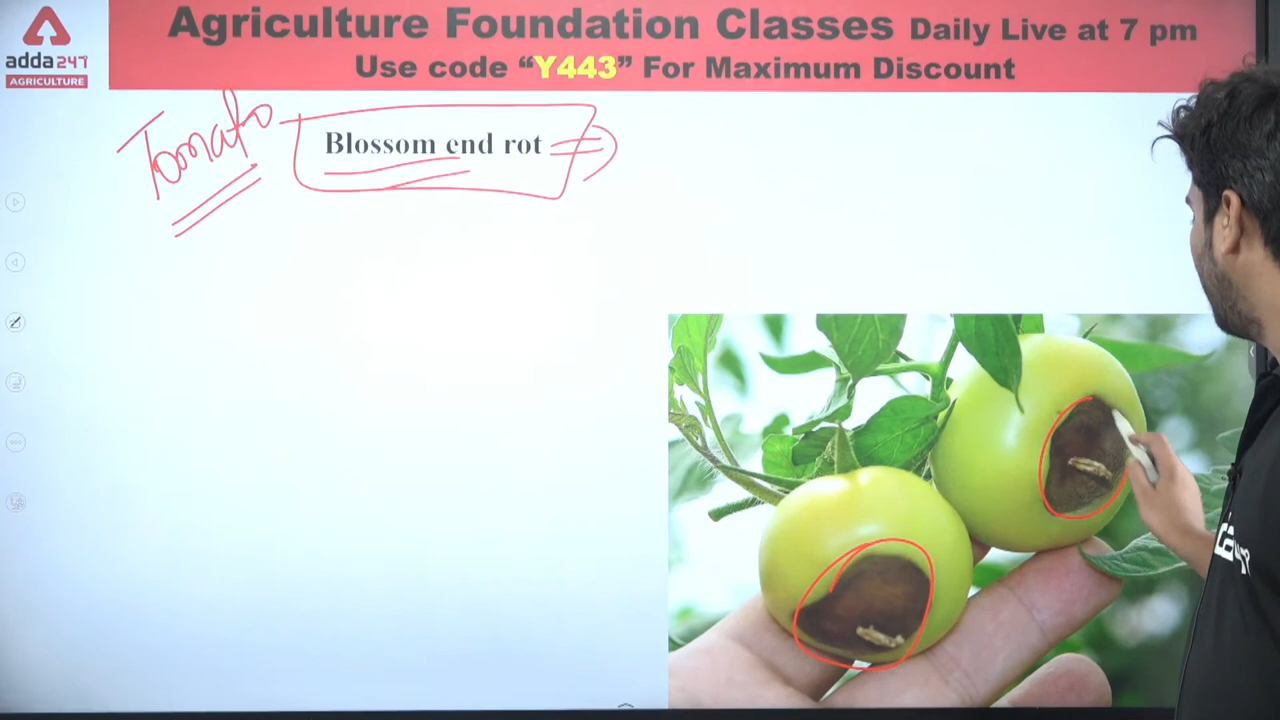 Agriculture Foundation Classes Daily Live at 7 pm
Use code “Y443” For Maximum Discount
adda247
AGRICULTURE
Tomato
Blossom end rot